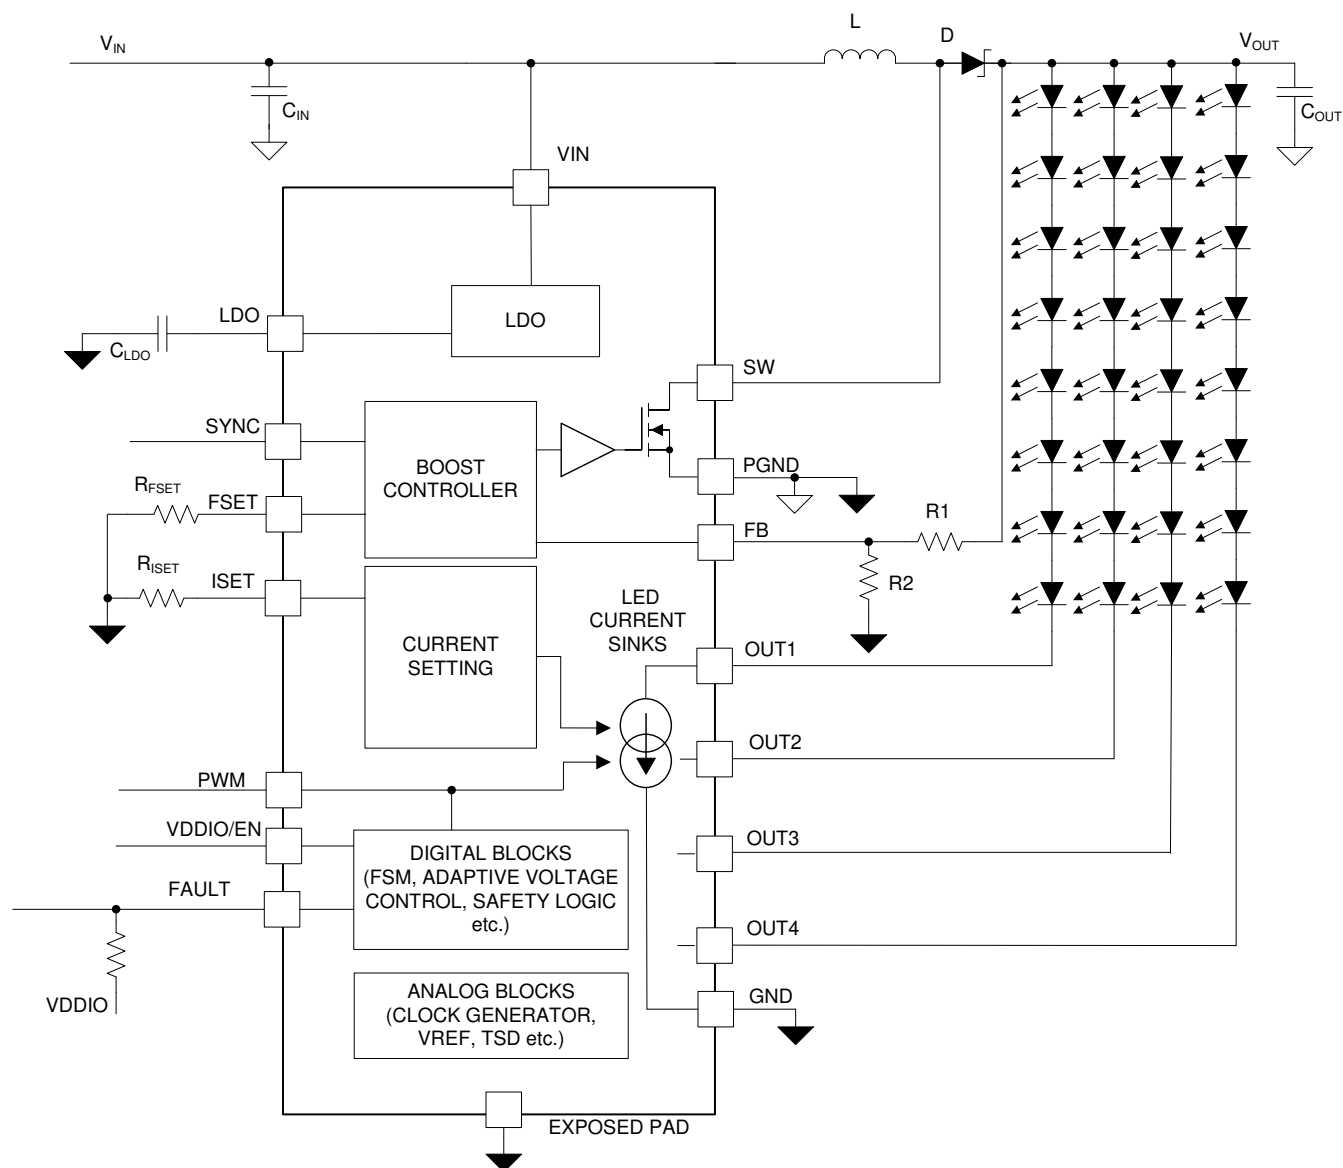 L
D
VIN
VOUT
CIN
COUT
VIN
LDO
LDO
CLDO
SW
SYNC
BOOST
CONTROLLER
PGND
RFSET
FSET
R1
FB
RISET
ISET
R2
LED
CURRENT
SINKS
CURRENT
SETTING
OUT1
OUT2
PWM
VDDIO/EN
OUT3
DIGITAL BLOCKS
(FSM, ADAPTIVE VOLTAGE
CONTROL, SAFETY LOGIC
etc.)
FAULT
OUT4
VDDIO
ANALOG BLOCKS
(CLOCK GENERATOR,
VREF, TSD etc.)
GND
EXPOSED PAD